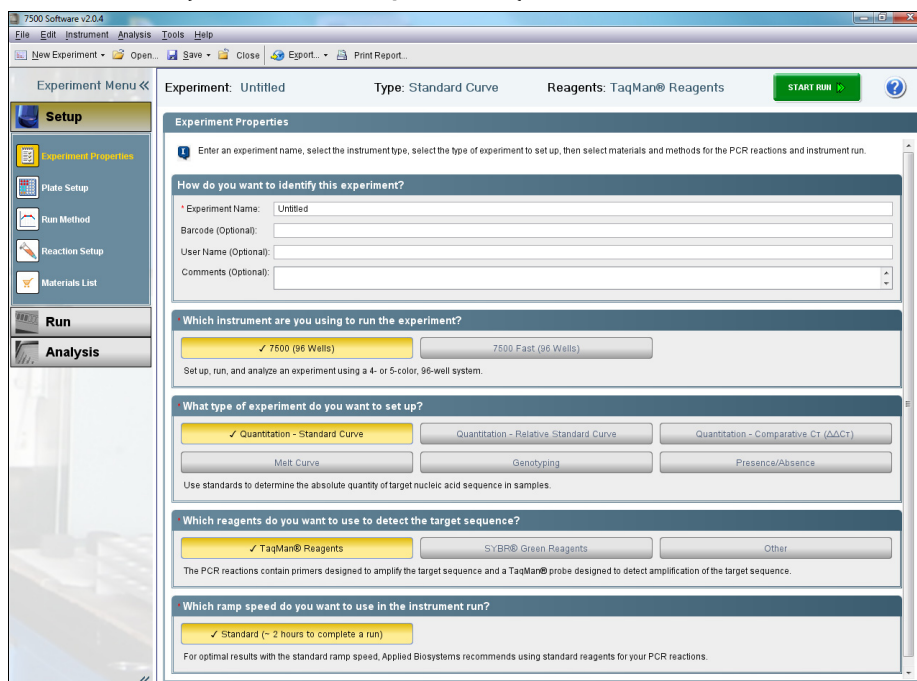 7500 Software v2.0.4
File Edit Instrument Analysis Tools Help
New Experiment Open... Save Close Export... Print Report...
Experiment Menu «
Experiment: Untitled Type: Standard Curve Reagents: TaqMan® Reagents START RUN
Setup
Experiment Properties
Plate Setup
Run Method
Reaction Setup
Materials List
Run
Analysis
Experiment Properties
Enter an experiment name, select the instrument type, select the type of experiment to set up, then select materials and methods for the PCR reactions and instrument run.
How do you want to identify this experiment?
* Experiment Name: Untitled
Barcode (Optional):
User Name (Optional):
Comments (Optional):
* Which instrument are you using to run the experiment?
✓ 7500 (96 Wells) 7500 Fast (96 Wells)
Set up, run, and analyze an experiment using a 4- or 5-color, 96-well system.
* What type of experiment do you want to set up?
✓ Quantitation - Standard Curve Quantitation - Relative Standard Curve Quantitation - Comparative CT (ΔΔCT)
Melt Curve Genotyping Presence/Absence
Use standards to determine the absolute quantity of target nucleic acid sequence in samples.
* Which reagents do you want to use to detect the target sequence?
✓ TaqMan® Reagents SYBR® Green Reagents Other
The PCR reactions contain primers designed to amplify the target sequence and a TaqMan® probe designed to detect amplification of the target sequence.
* Which ramp speed do you want to use in the instrument run?
✓ Standard (~ 2 hours to complete a run)
For optimal results with the standard ramp speed, Applied Biosystems recommends using standard reagents for your PCR reactions.